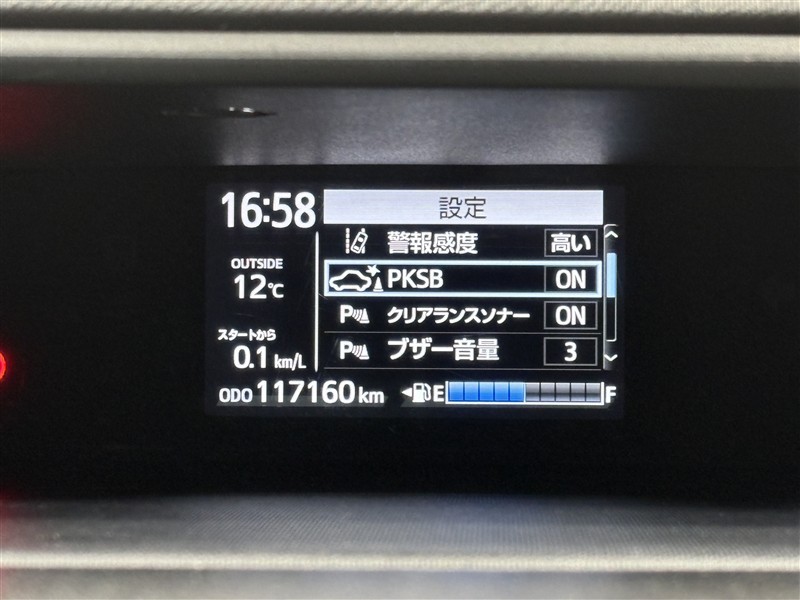 16:58
設定
警報感度 高い
OUTSIDE
12℃
PKSB ON
P クリアランスソナー ON
スタートから
0.1 km/L
P ブザー音量 3
ODO 117160 km
E F